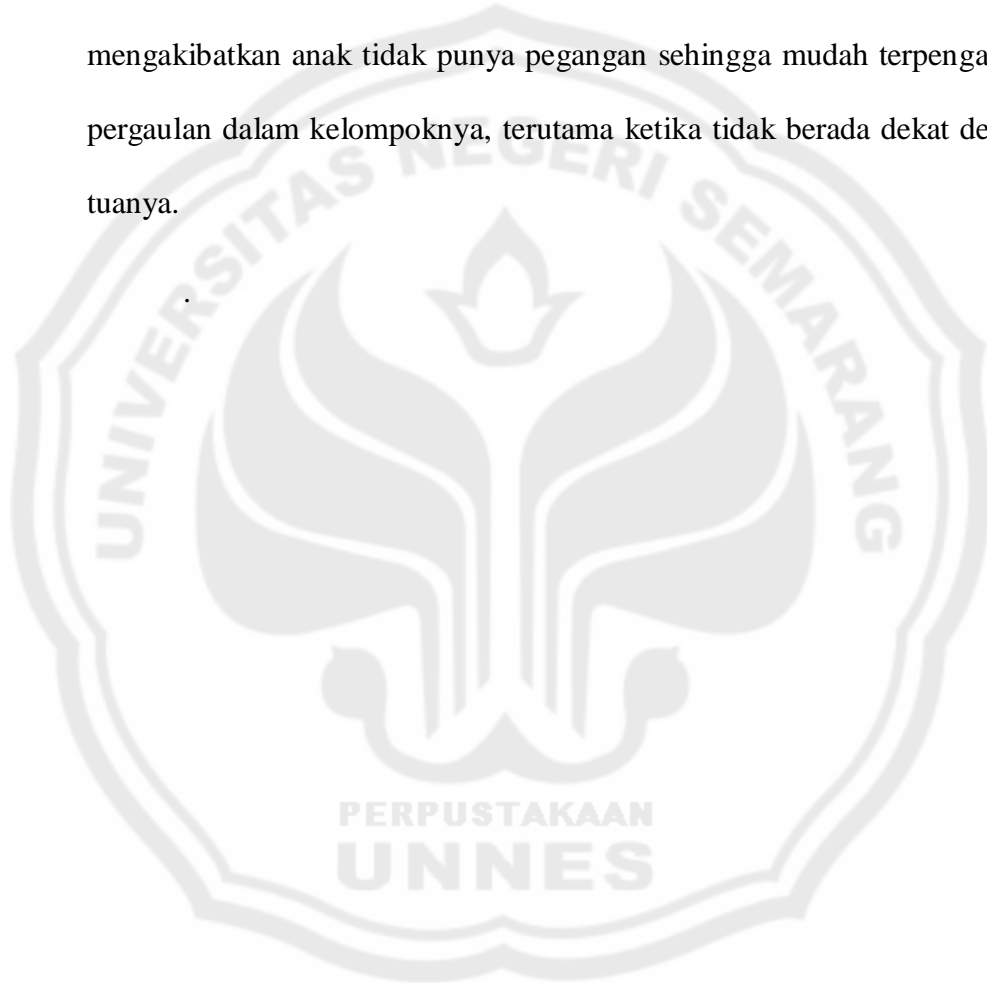 mengakibatkan anak tidak punya pegangan sehingga mudah terpenga
pergaulan dalam kelompoknya, terutama ketika tidak berada dekat de
tuanya.
.
UNIVERSITAS NEGERI SEMARANG
PERPUSTAKAAN
UNNES